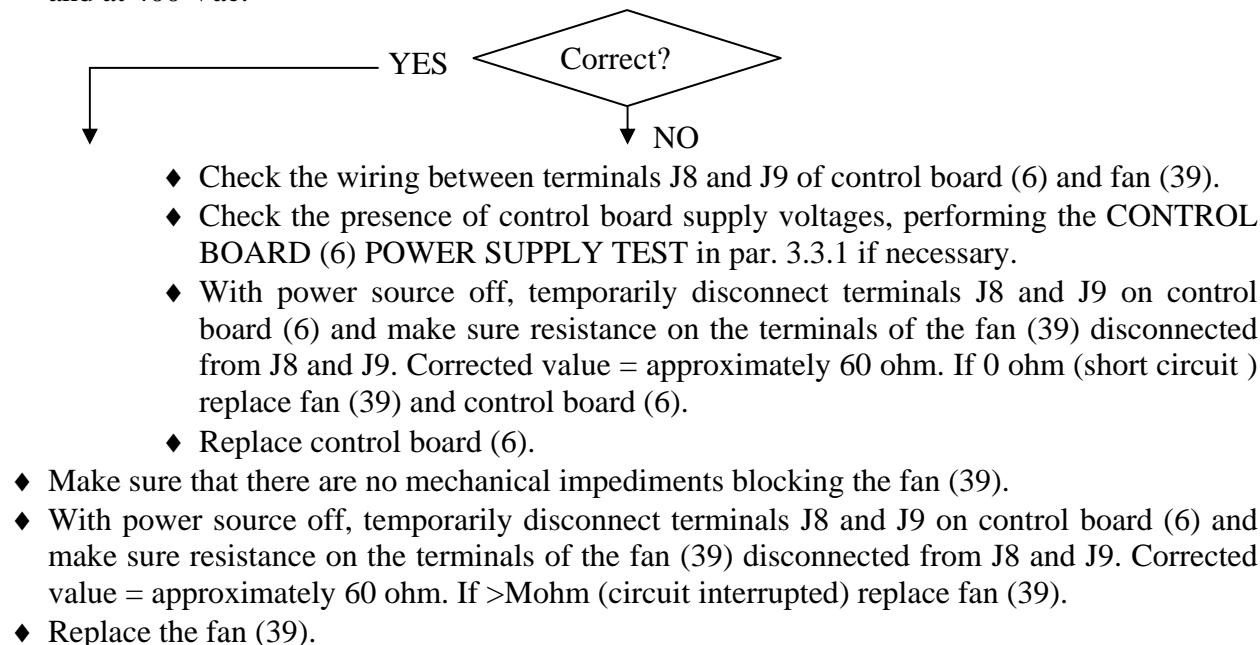 YES Correct?
NO
♦ Check the wiring between terminals J8 and J9 of control board (6) and fan (39).
♦ Check the presence of control board supply voltages, performing the CONTROL
BOARD (6) POWER SUPPLY TEST in par. 3.3.1 if necessary.
♦ With power source off, temporarily disconnect terminals J8 and J9 on control
board (6) and make sure resistance on the terminals of the fan (39) disconnected
from J8 and J9. Corrected value = approximately 60 ohm. If 0 ohm (short circuit )
replace fan (39) and control board (6).
♦ Replace control board (6).
♦ Make sure that there are no mechanical impediments blocking the fan (39).
♦ With power source off, temporarily disconnect terminals J8 and J9 on control board (6) and
make sure resistance on the terminals of the fan (39) disconnected from J8 and J9. Corrected
value = approximately 60 ohm. If >Mohm (circuit interrupted) replace fan (39).
♦ Replace the fan (39).